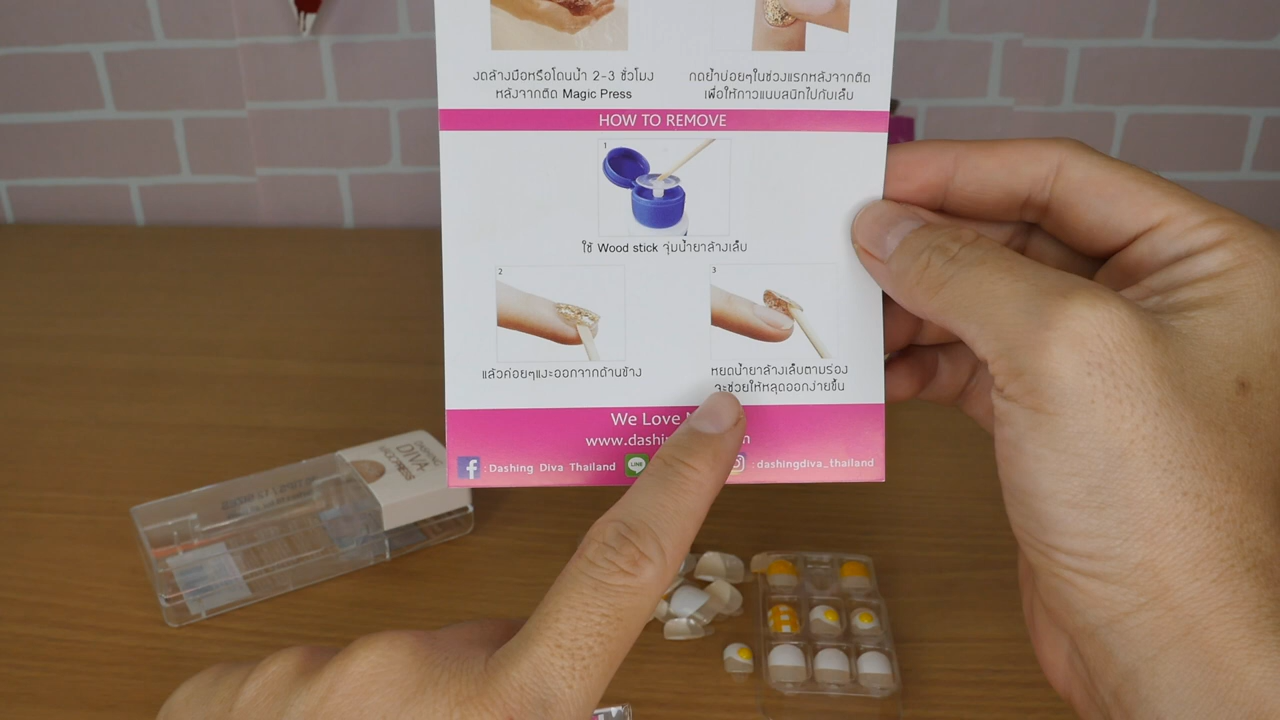 งดล้างมือหรือโดนน้ำ 2-3 ชั่วโมง
หลังจากติด Magic Press
กดย้ำบ่อยๆในช่วงแรกหลังจากติด
เพื่อให้กาวแนบสนิทไปกับเล็บ
HOW TO REMOVE
1
ใช้ Wood stick จุ่มน้ำยาล้างเล็บ
2
แล้วค่อยๆแงะออกจากด้านข้าง
3
หยดน้ำยาล้างเล็บตามร่อง
จะช่วยให้หลุดออกง่ายขึ้น
We Love
www.dashin
: Dashing Diva Thailand
LINE
: dashingdiva_thailand
DASHING
DIVA
MAGICPRESS